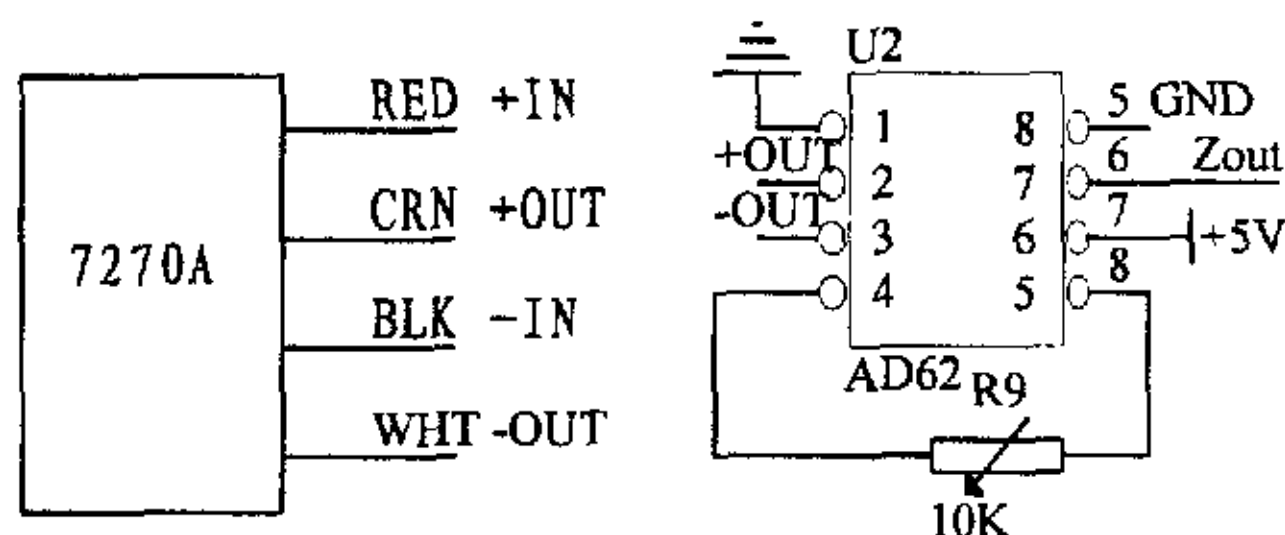 RED +IN
CRN +OUT
7270A
BLK -IN
WHT -OUT
U2
1 8 5 GND
+OUT 2 7 6 Zout
-OUT 3 6 7 +5V
4 5 8
AD62 R9
10K